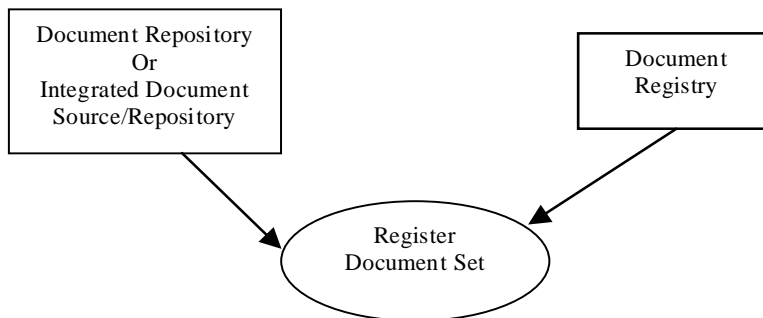 Document Repository
Or
Integrated Document
Source/Repository
Document
Registry
Register
Document Set